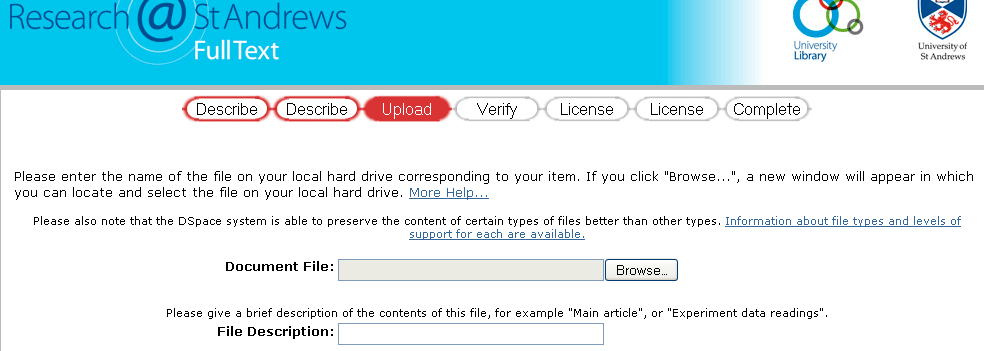 Research @ St Andrews
FullText
University
Library
University of
St Andrews
Describe Describe Upload Verify License License Complete
Please enter the name of the file on your local hard drive corresponding to your item. If you click "Browse...", a new window will appear in which
you can locate and select the file on your local hard drive. More Help...
Please also note that the DSpace system is able to preserve the content of certain types of files better than other types. Information about file types and levels of
support for each are available.
Document File: Browse...
Please give a brief description of the contents of this file, for example "Main article", or "Experiment data readings".
File Description: